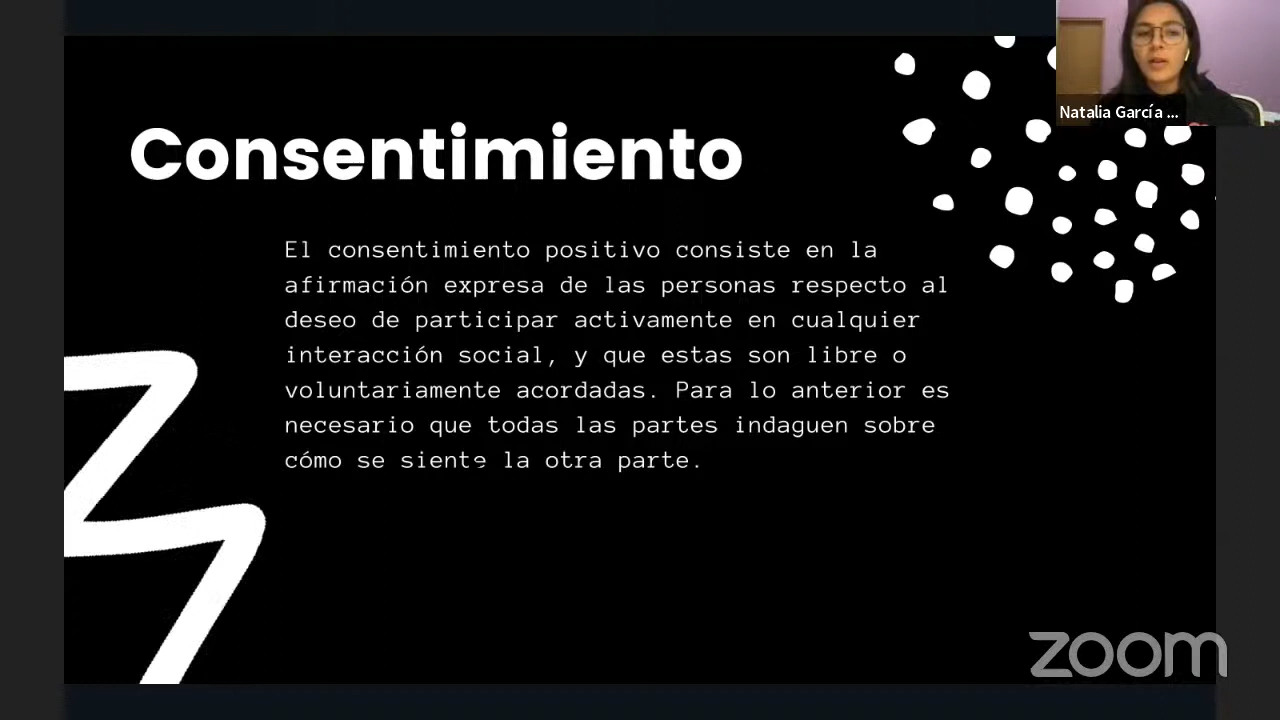 Natalia García ...
Consentimiento
El consentimiento positivo consiste en la
afirmación expresa de las personas respecto al
deseo de participar activamente en cualquier
interacción social, y que estas son libre o
voluntariamente acordadas. Para lo anterior es
necesario que todas las partes indaguen sobre
cómo se siente la otra parte.
zoom